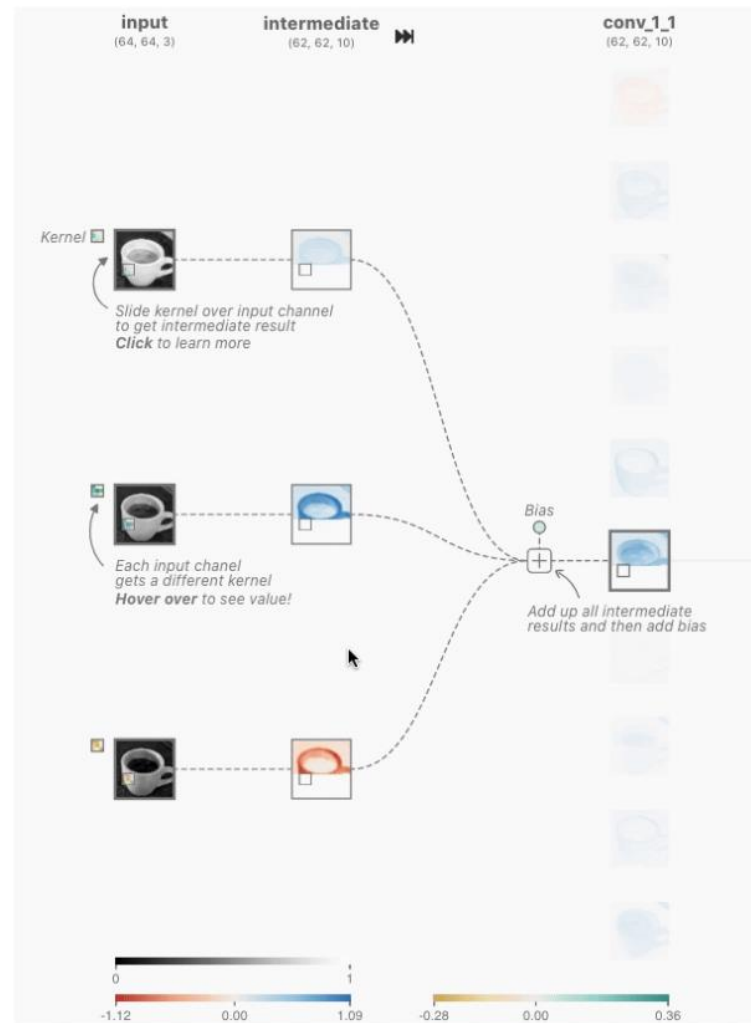 input
(64, 64, 3)
intermediate
(62, 62, 10)
conv_1_1
(62, 62, 10)
Kernel
Slide kernel over input channel
to get intermediate result
Click to learn more
Each input chanel
gets a different kernel
Hover over to see value!
Bias
Add up all intermediate
results and then add bias
0 1
-1.12 0.00 1.09
-0.28 0.00 0.36